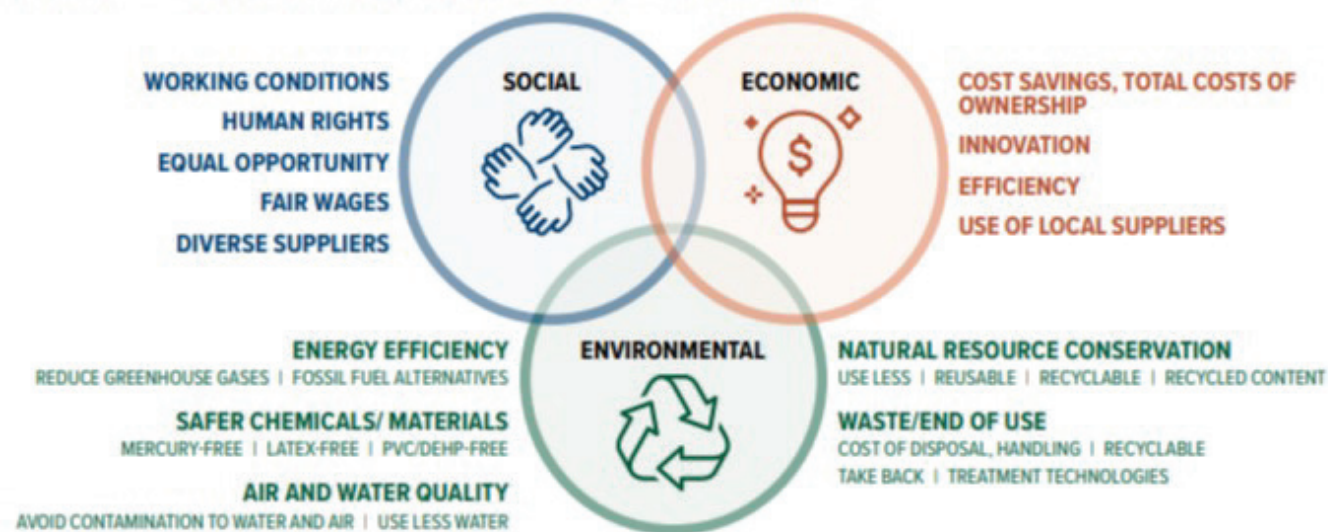 SOCIAL
WORKING CONDITIONS
HUMAN RIGHTS
EQUAL OPPORTUNITY
FAIR WAGES
DIVERSE SUPPLIERS
ECONOMIC
$
COST SAVINGS, TOTAL COSTS OF
OWNERSHIP
INNOVATION
EFFICIENCY
USE OF LOCAL SUPPLIERS
ENVIRONMENTAL
ENERGY EFFICIENCY
REDUCE GREENHOUSE GASES | FOSSIL FUEL ALTERNATIVES
SAFER CHEMICALS/ MATERIALS
MERCURY-FREE | LATEX-FREE | PVC/DEHP-FREE
AIR AND WATER QUALITY
AVOID CONTAMINATION TO WATER AND AIR | USE LESS WATER
NATURAL RESOURCE CONSERVATION
USE LESS | REUSABLE | RECYCLABLE | RECYCLED CONTENT
WASTE/END OF USE
COST OF DISPOSAL, HANDLING | RECYCLABLE
TAKE BACK | TREATMENT TECHNOLOGIES